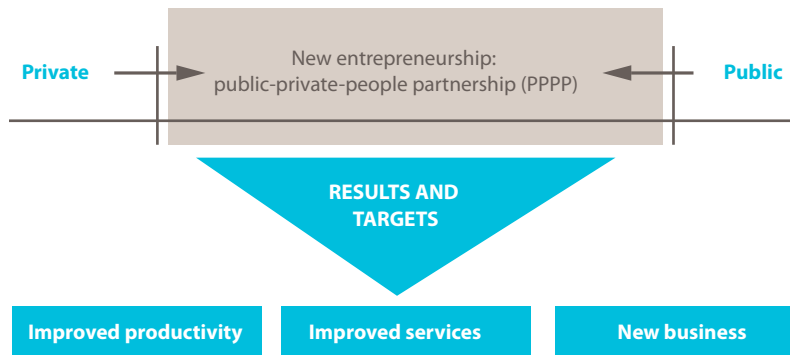 New entrepreneurship:
Private
public-private-people partnership (PPPP)
Public
RESULTS AND
TARGETS
Improved productivity
Improved services
New business